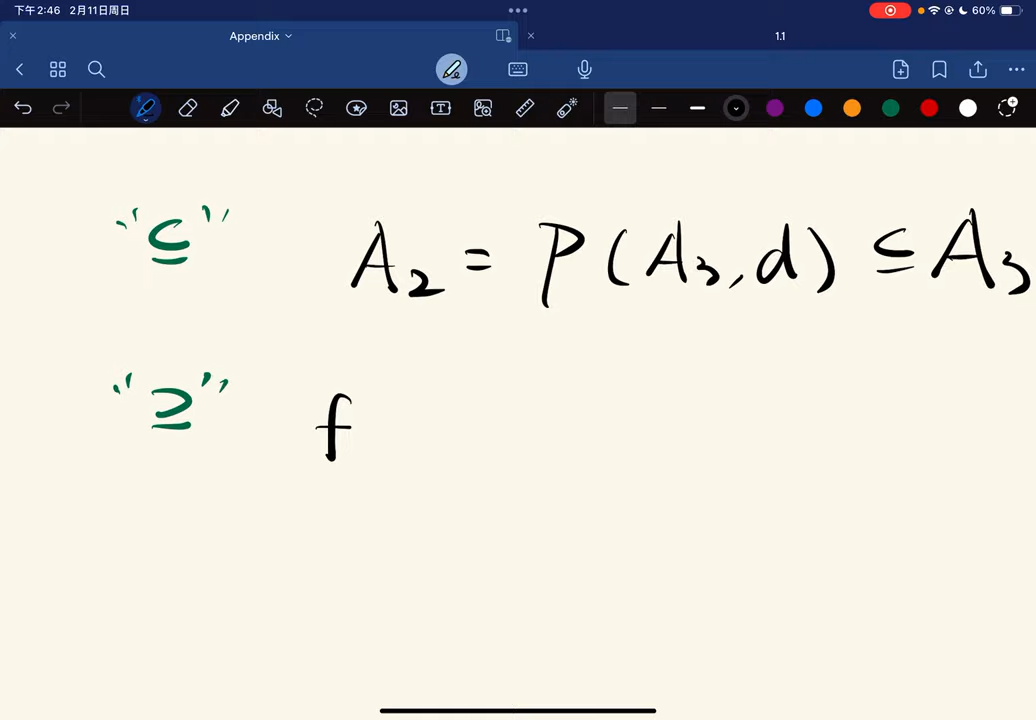 下午2:46 2月11日周日
60%
Appendix
1.1
"⊆" A₂ = P(A₃,d) ⊆ A₃
"⊇" f